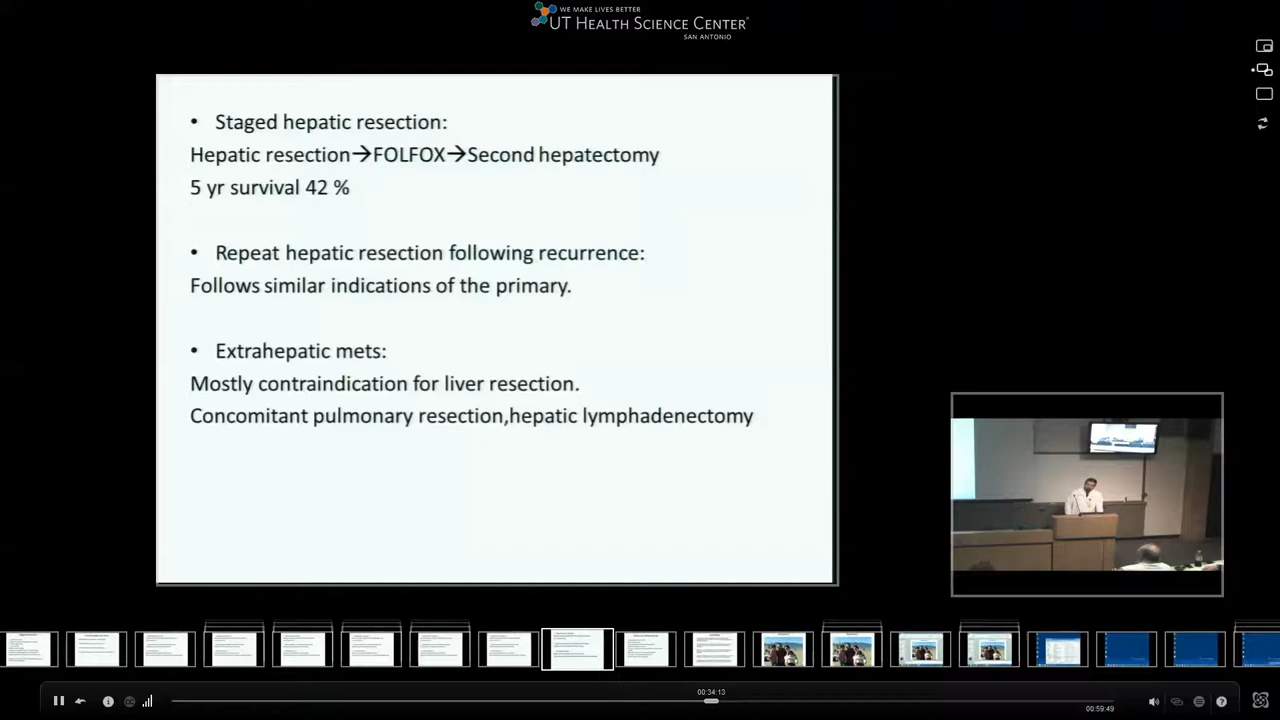 WE MAKE LIVES BETTER
UT HEALTH SCIENCE CENTER®
SAN ANTONIO
• Staged hepatic resection:
Hepatic resection→FOLFOX→Second hepatectomy
5 yr survival 42 %
• Repeat hepatic resection following recurrence:
Follows similar indications of the primary.
• Extrahepatic mets:
Mostly contraindication for liver resection.
Concomitant pulmonary resection,hepatic lymphadenectomy
00:34:13
00:59:49